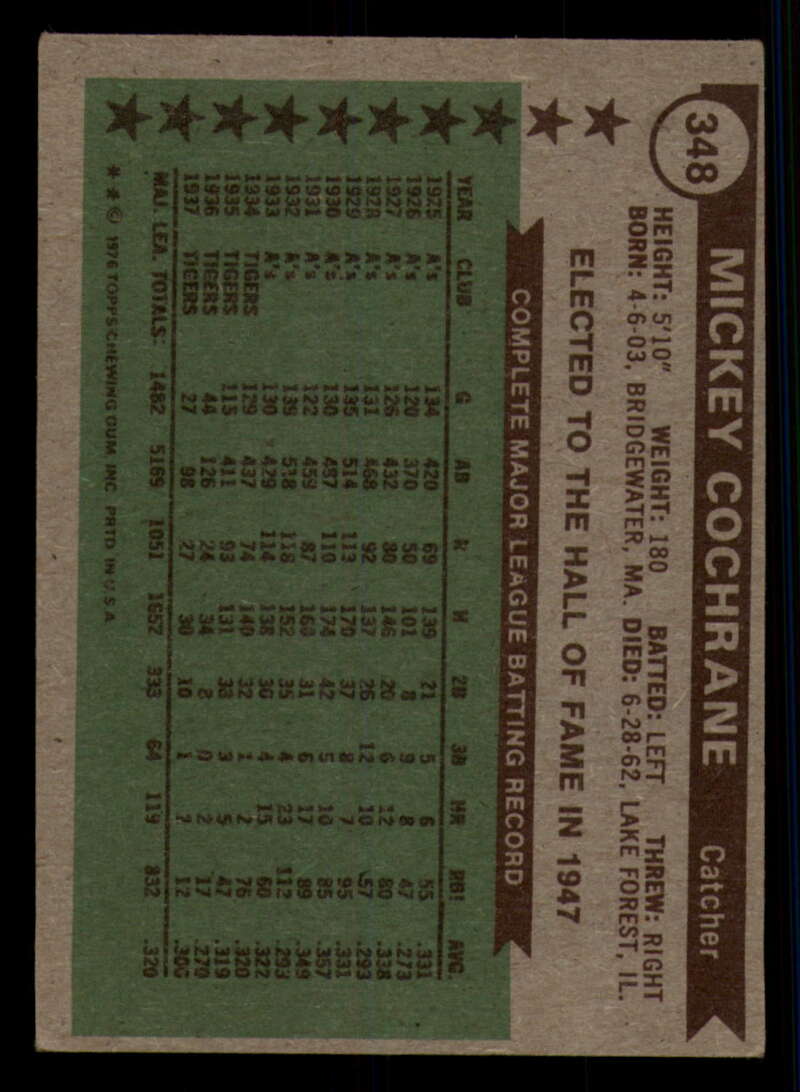 348
MICKEY COCHRANE Catcher
HEIGHT: 5'10" WEIGHT: 180 BATTED: LEFT THREW: RIGHT
BORN: 4-6-03, BRIDGEWATER, MA. DIED: 6-28-62, LAKE FOREST, IL.
ELECTED TO THE HALL OF FAME IN 1947
COMPLETE MAJOR LEAGUE BATTING RECORD
YEAR CLUB G AB R H 2B 3B HR RBI AVG.
1925 A's 134 420 69 139 21 5 6 55 .331
1926 A's 120 370 50 101 8 9 8 47 .273
1927 A's 126 432 80 146 20 6 12 80 .338
1928 A's 131 468 92 137 26 12 10 57 .293
1929 A's 135 514 113 170 37 8 7 95 .331
1930 A's 130 487 110 174 42 5 10 85 .357
1931 A's 122 459 87 160 31 6 17 89 .349
1932 A's 139 518 118 152 35 4 23 112 .293
1933 A's 130 429 114 138 30 4 15 60 .322
1934 TIGERS 129 437 74 140 32 1 2 76 .320
1935 TIGERS 115 411 93 131 33 3 5 47 .319
1936 TIGERS 44 126 24 34 8 0 2 17 .270
1937 TIGERS 27 98 27 30 10 1 2 12 .306
MAJ. LEA. TOTALS: 1482 5169 1051 1652 333 64 119 832 .320
* * © 1976 TOPPS CHEWING GUM INC PRTD IN U.S.A.